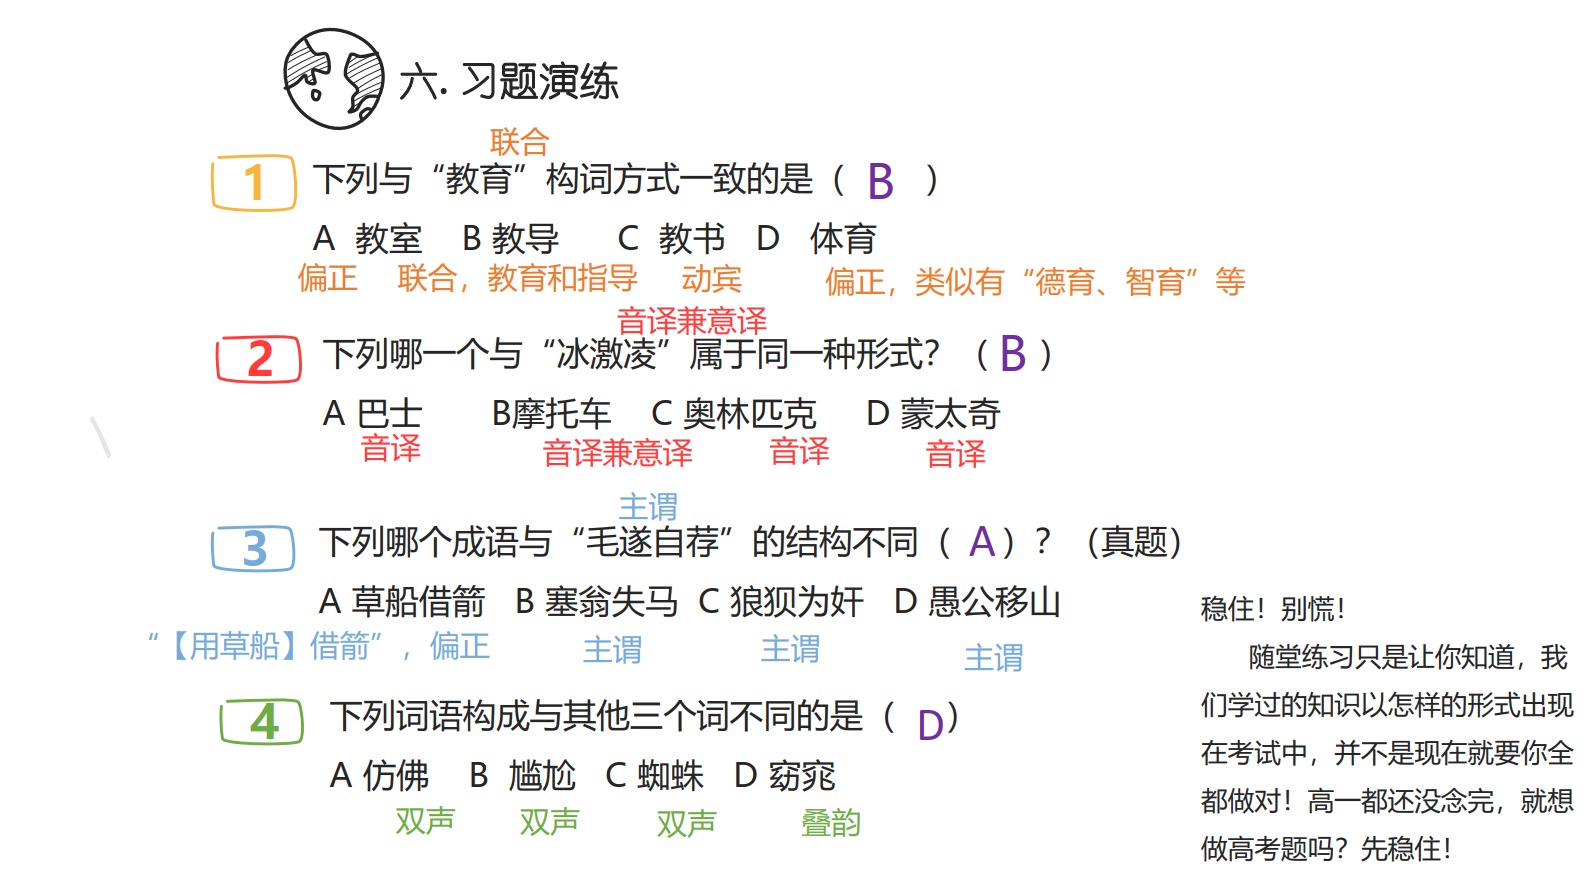 六. 习题演练
联合
1 下列与“教育”构词方式一致的是（ B ）
A 教室 B 教导 C 教书 D 体育
偏正 联合，教育和指导 动宾 偏正，类似有“德育、智育”等
音译兼意译
2 下列哪一个与“冰激凌”属于同一种形式？（ B ）
A 巴士 B摩托车 C 奥林匹克 D 蒙太奇
音译 音译兼意译 音译 音译
主谓
3 下列哪个成语与“毛遂自荐”的结构不同（ A ）？（真题）
A 草船借箭 B 塞翁失马 C 狼狈为奸 D 愚公移山
“【用草船】借箭”，偏正 主谓 主谓 主谓
4 下列词语构成与其他三个词不同的是（ D ）
A 仿佛 B 尴尬 C 蜘蛛 D 窈窕
双声 双声 双声 叠韵
稳住！别慌！
随堂练习只是让你知道，我
们学过的知识以怎样的形式出现
在考试中，并不是现在就要你全
都做对！高一都还没念完，就想
做高考题吗？先稳住！